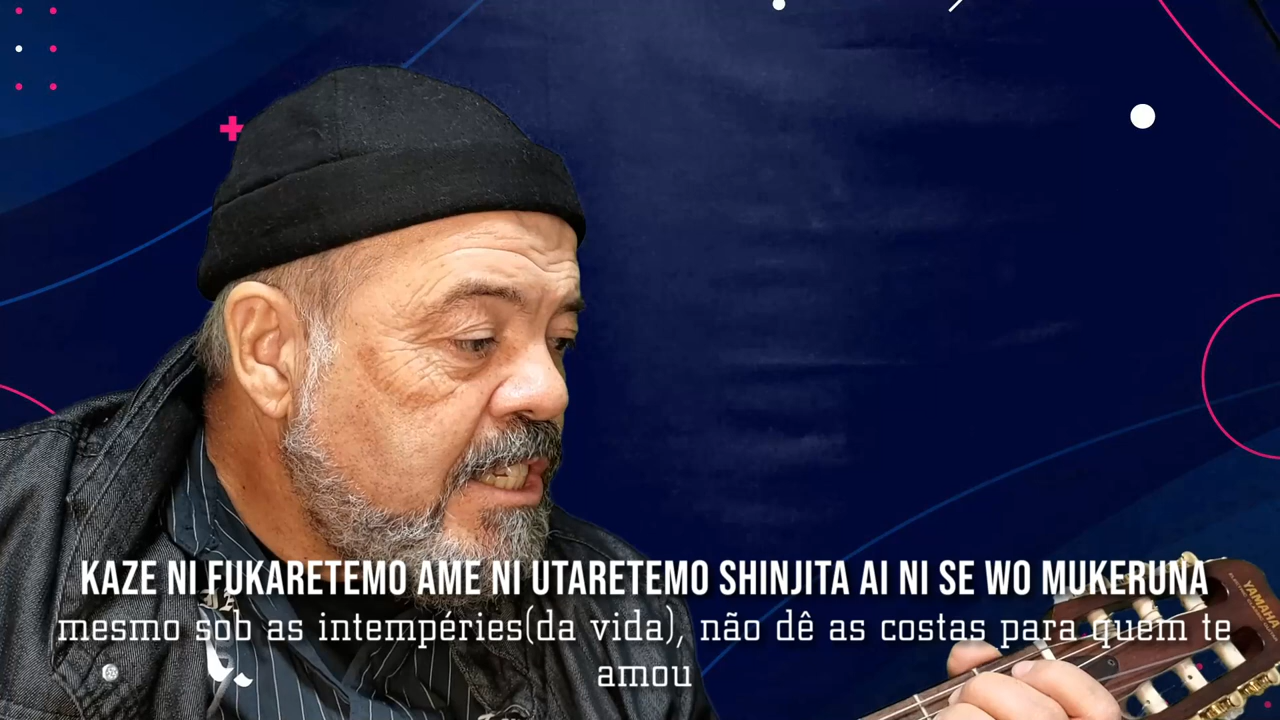 KAZE NI FUKARETEMO AME NI UTARETEMO SHINJITA AI NI SE WO MUKERUNA
mesmo sob as intempéries(da vida), não dê as costas para quem te
amou
YAMAHA